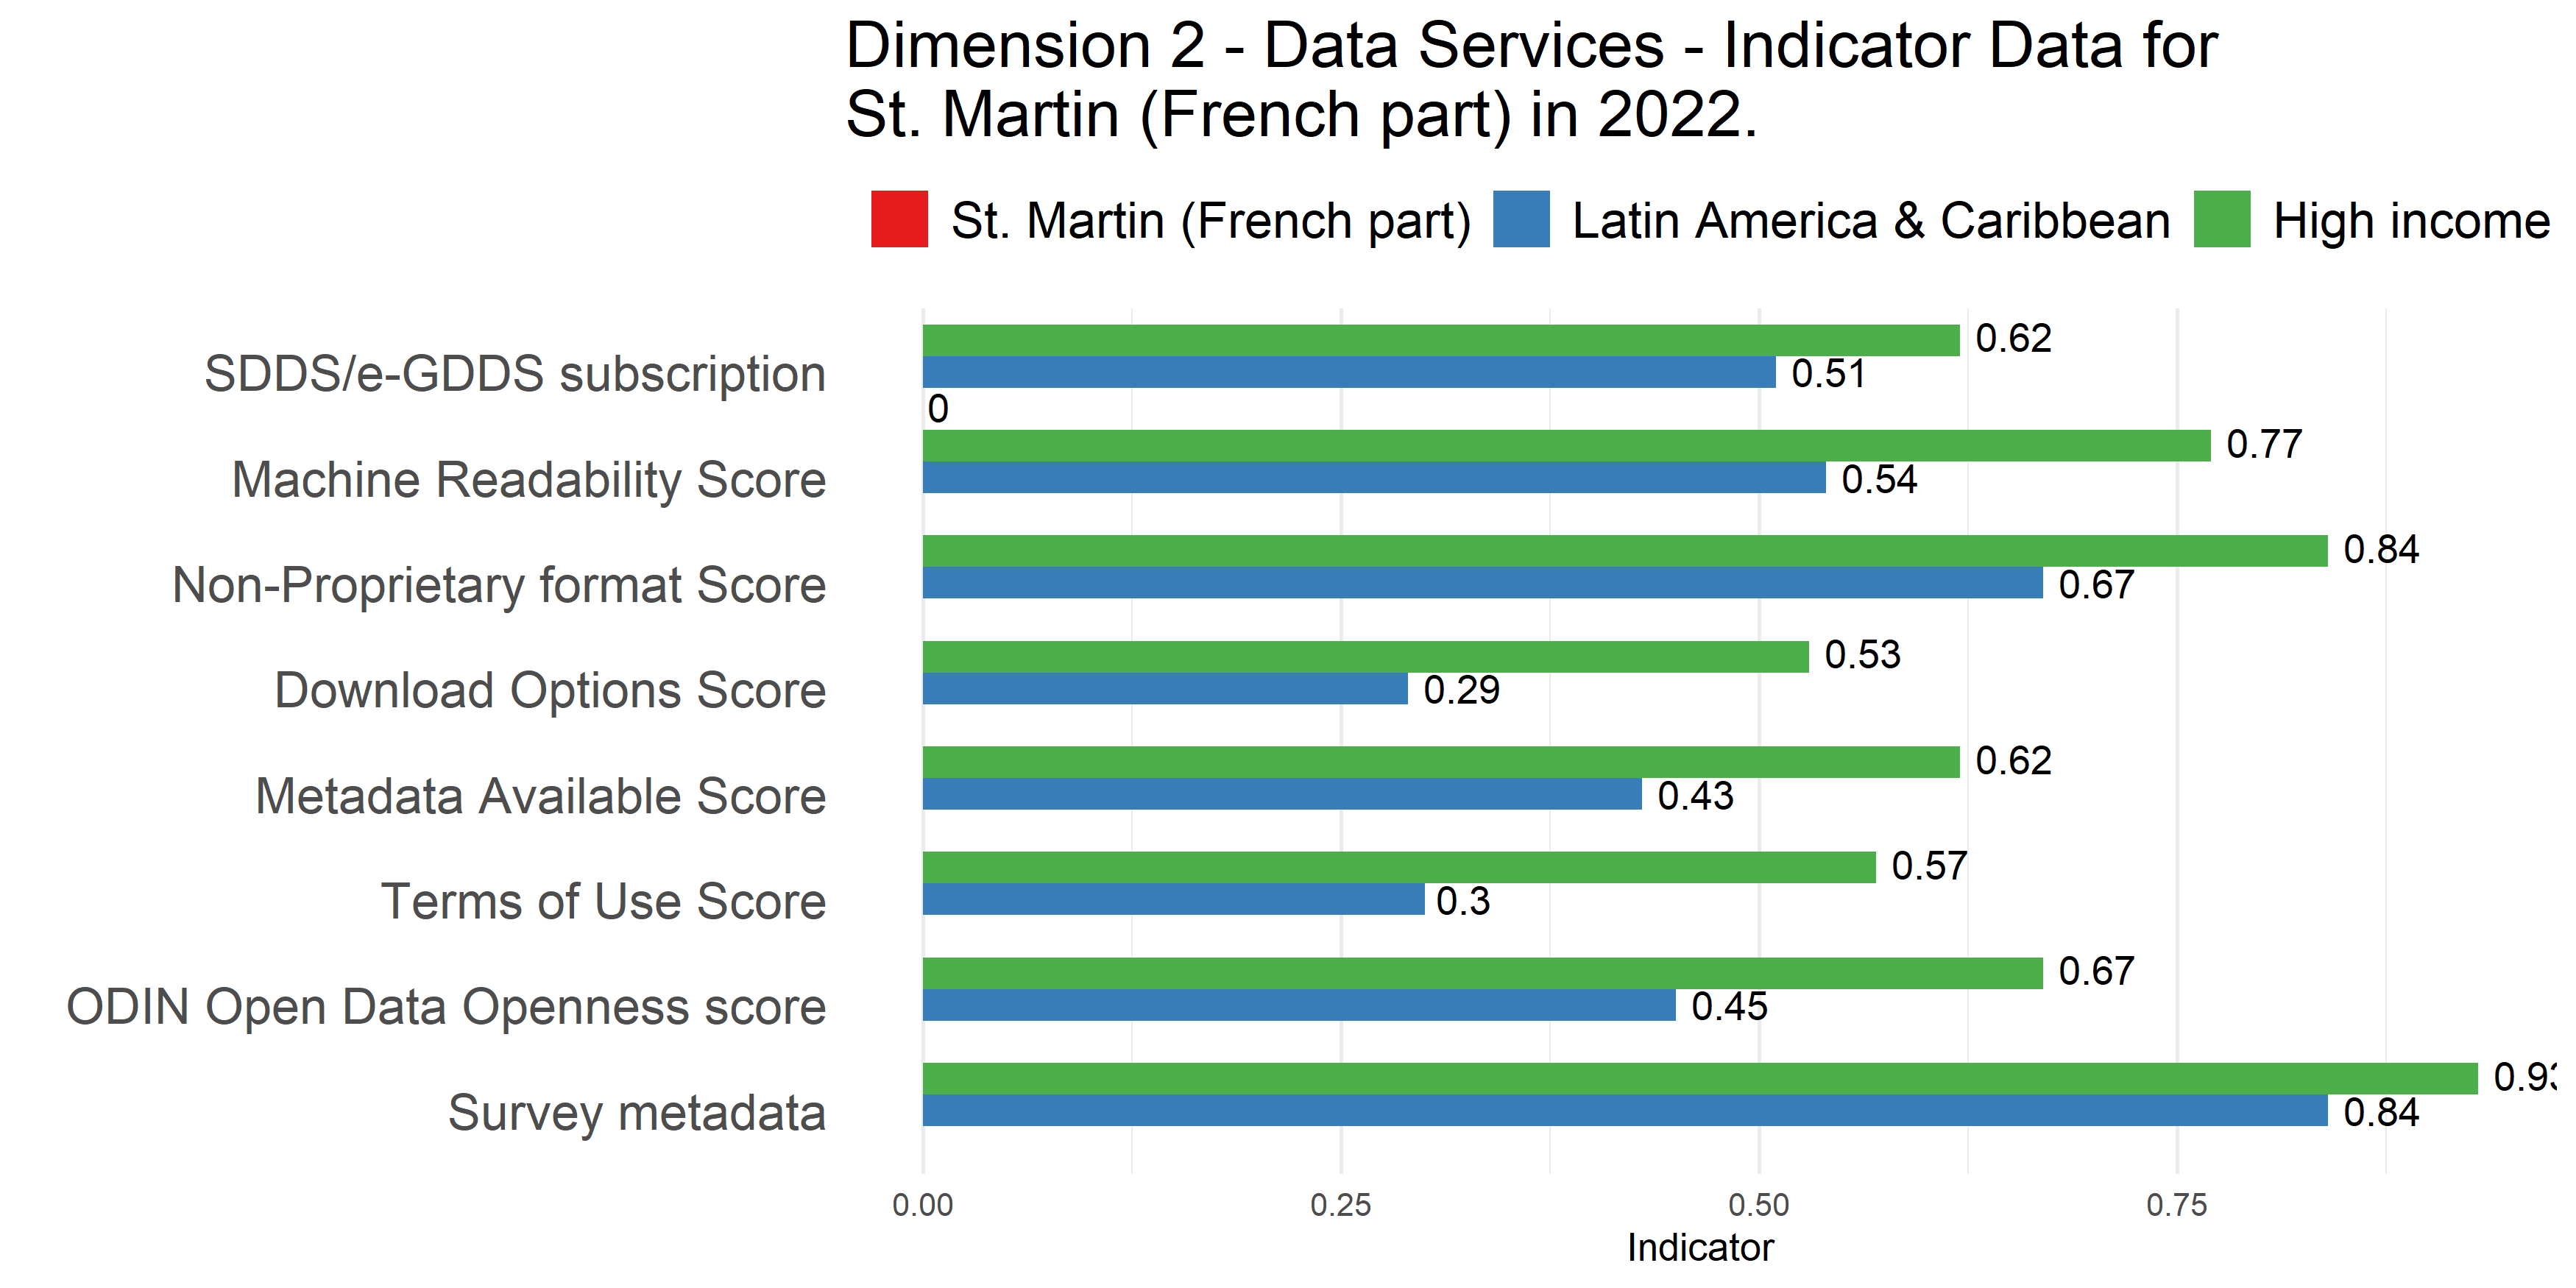 Dimension 2 - Data Services - Indicator Data for
St. Martin (French part) in 2022.
St. Martin (French part) Latin America & Caribbean High income
SDDS/e-GDDS subscription 0.62
0.51
0
Machine Readability Score 0.77
0.54
Non-Proprietary format Score 0.84
0.67
Download Options Score 0.53
0.29
Metadata Available Score 0.62
0.43
Terms of Use Score 0.57
0.3
ODIN Open Data Openness score 0.67
0.45
Survey metadata 0.93
0.84
0.00 0.25 0.50 0.75
Indicator